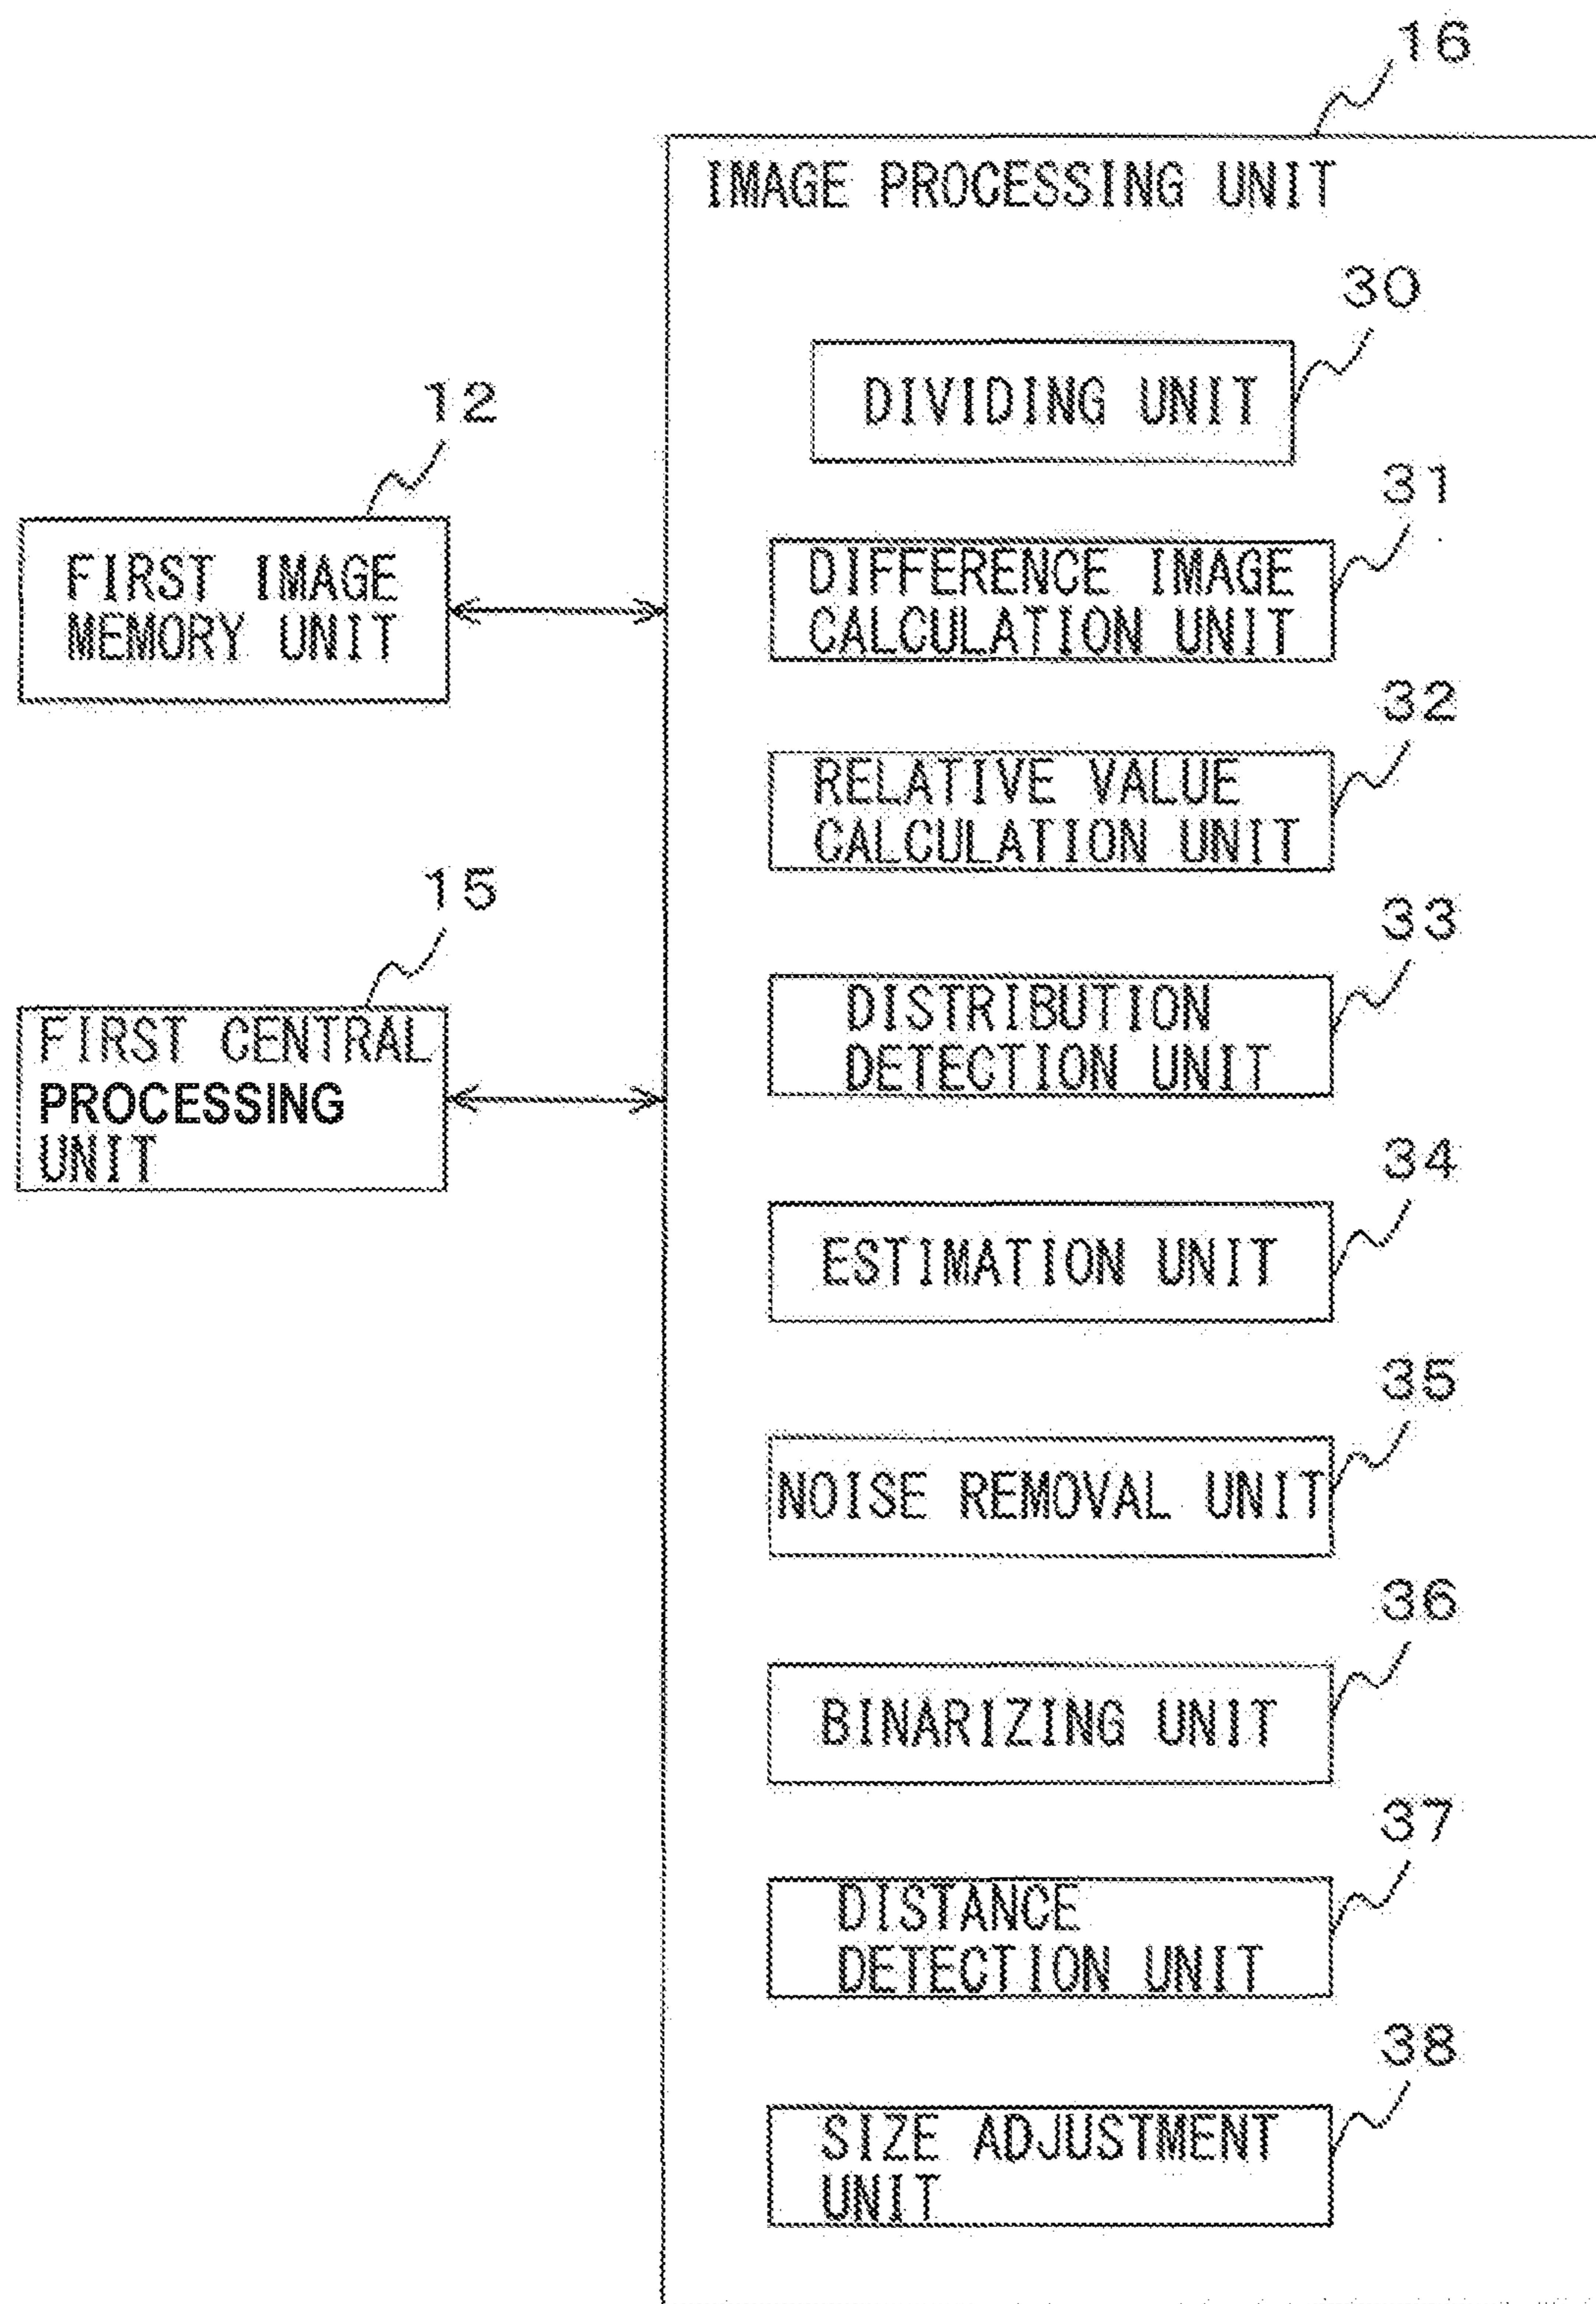 16
IMAGE PROCESSING UNIT
30
DIVIDING UNIT
12
31
FIRST IMAGE
MEMORY UNIT
DIFFERENCE IMAGE
CALCULATION UNIT
32
RELATIVE VALUE
CALCULATION UNIT
15
33
FIRST CENTRAL
PROCESSING
UNIT
DISTRIBUTION
DETECTION UNIT
34
ESTIMATION UNIT
35
NOISE REMOVAL UNIT
36
BINARIZING UNIT
37
DISTANCE
DETECTION UNIT
38
SIZE ADJUSTMENT
UNIT